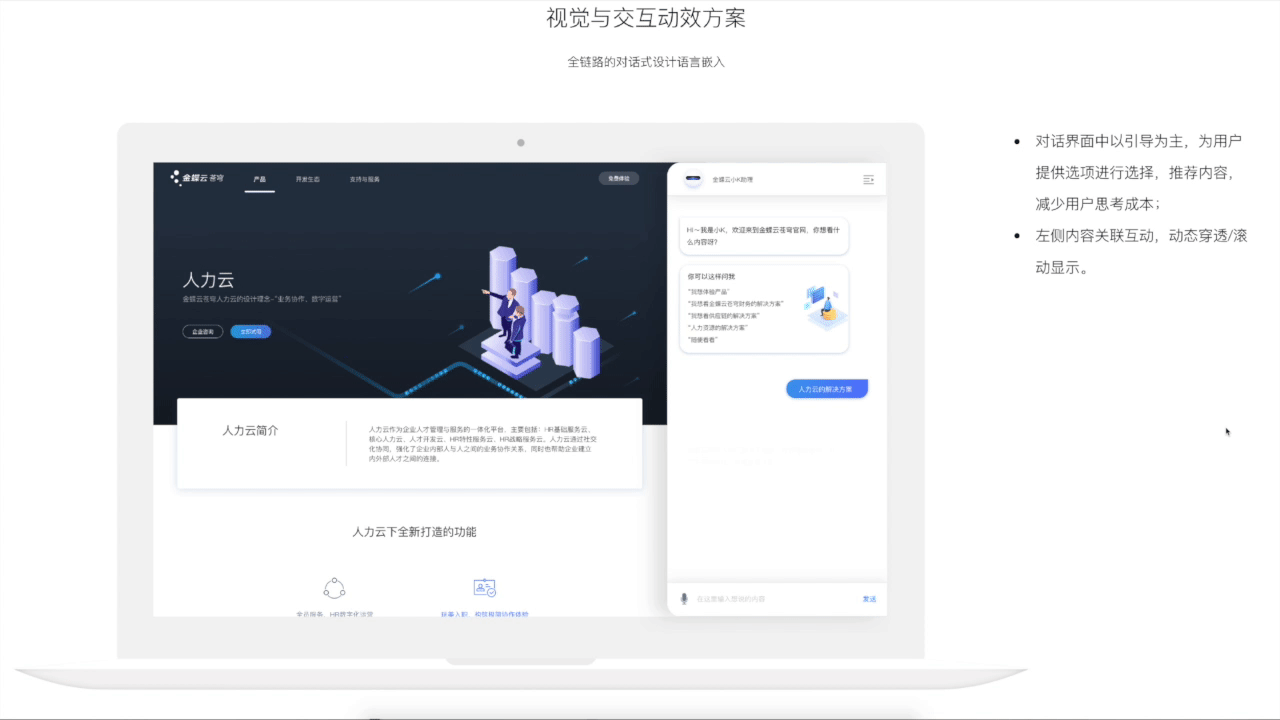 视觉与交互动效方案
全链路的对话式设计语言嵌入
金蝶云 苍穹
产品
开发生态
支持与服务
免费体验
人力云
金蝶云苍穹人力云的设计理念-“业务协作，数字运营”
企业咨询
立即试用
人力云简介
人力云作为企业人才管理与服务的一体化平台，主要包括：HR基础服务云、
核心人力云、人才开发云、HR特性服务云、HR战略服务云。人力云通过社交
化协同，强化了企业内部人与人之间的业务协作关系，同时也帮助企业建立
内外部人才之间的连接。
人力云下全新打造的功能
金蝶云小K助理
Hi～我是小K，欢迎来到金蝶云苍穹官网，你想看什
么内容呀？
你可以这样问我
“我想体验产品”
“我想看金蝶云苍穹财务的解决方案”
“我想看供应链的解决方案”
“人力资源的解决方案”
“随便看看”
人力云的解决方案
在这里输入想说的内容
发送
对话界面中以引导为主，为用户
提供选项进行选择，推荐内容，
减少用户思考成本；
左侧内容关联互动，动态穿透/滚
动显示。